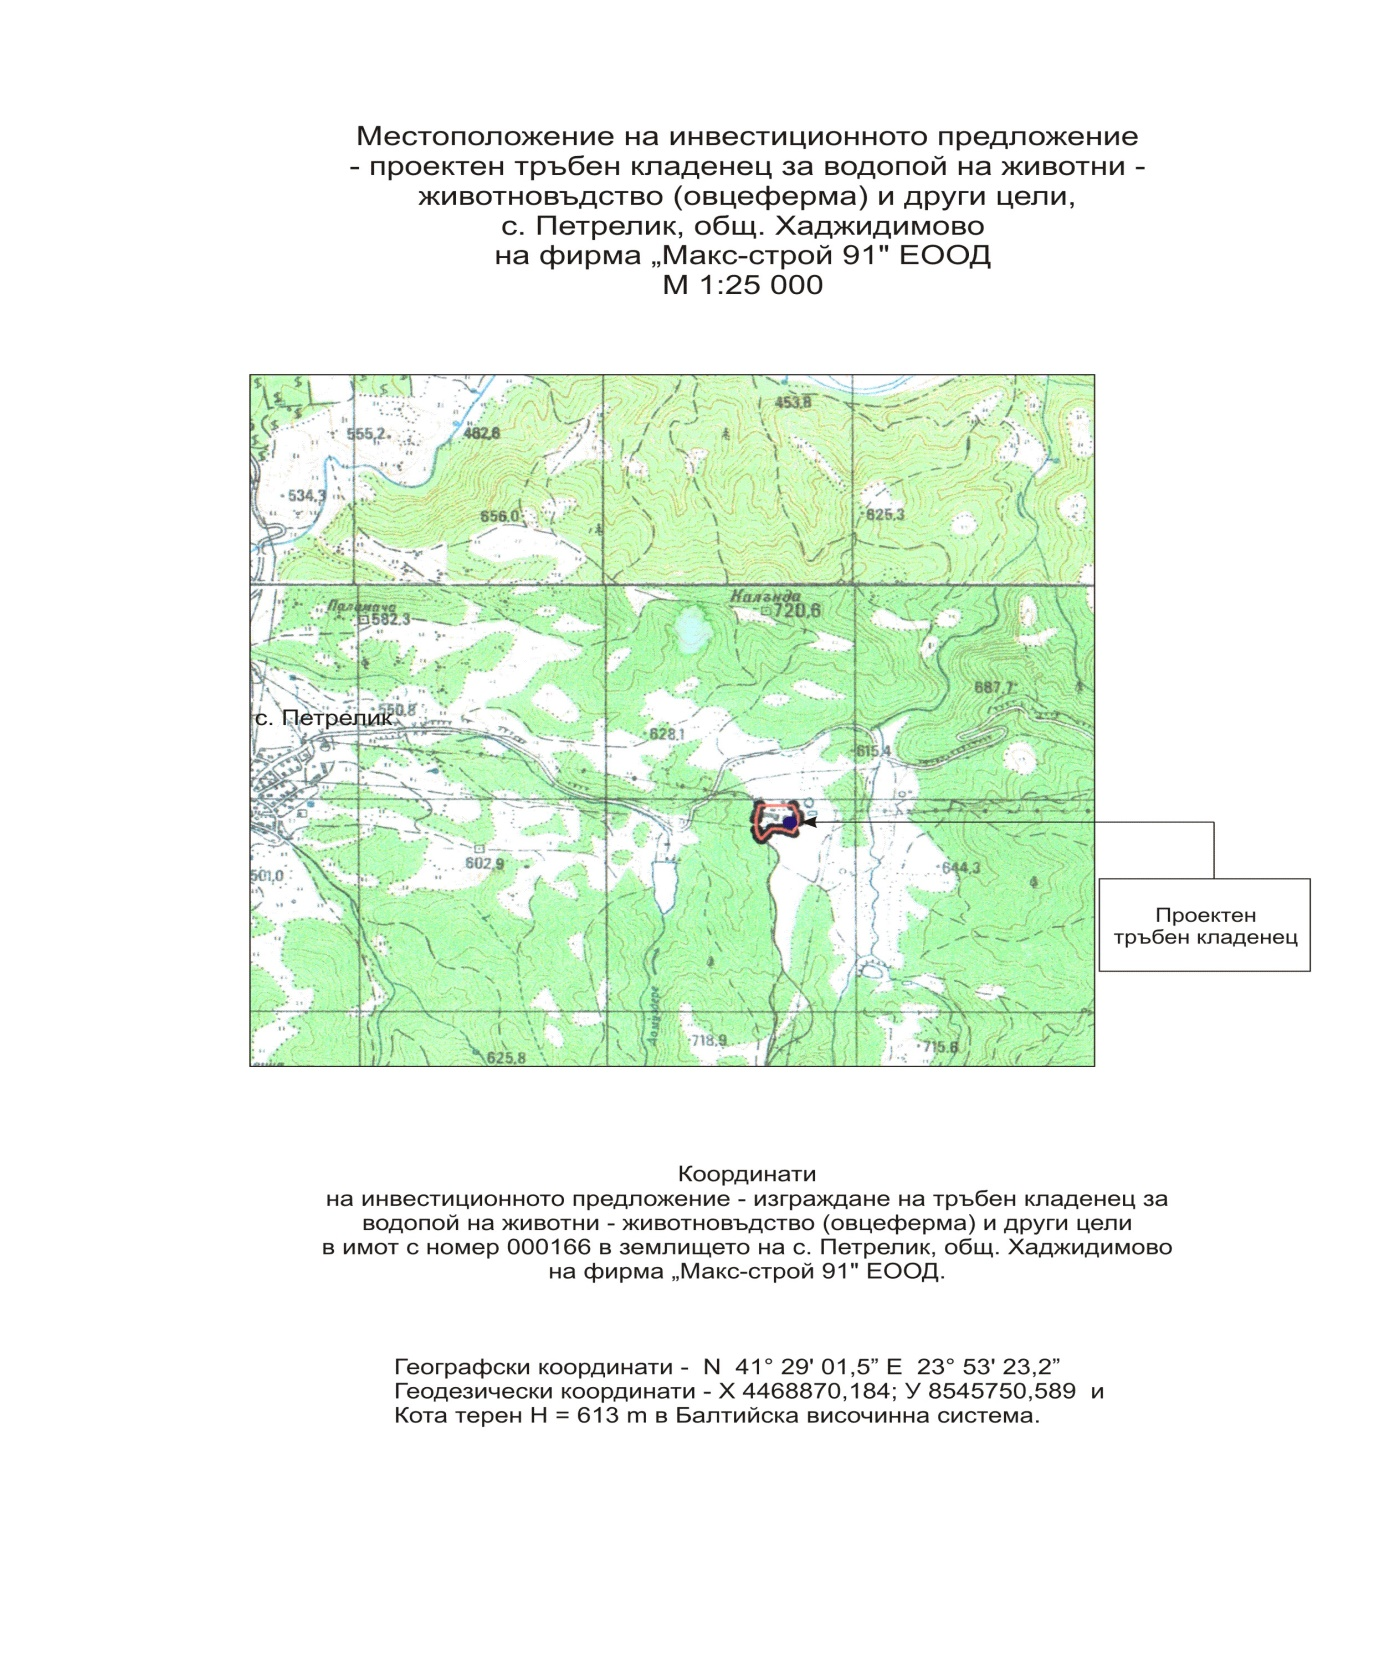 Местоположение на инвестиционното предложение
- проектен тръбен кладенец за водопой на животни -
животновъдство (овцеферма) и други цели,
с. Петрелик, общ. Хаджидимово
на фирма „Макс-строй 91" ЕООД
М 1:25 000
453,8
555,2
482,6
534,3
656,0
825,3
Паламача
582,3
Калънда
720,6
687,7
550,8
с. Петрелик
628,1
615,4
602,9
644,3
501,0
Проектен
тръбен кладенец
718,9
715,6
625,8
Координати
на инвестиционното предложение - изграждане на тръбен кладенец за
водопой на животни - животновъдство (овцеферма) и други цели
в имот с номер 000166 в землището на с. Петрелик, общ. Хаджидимово
на фирма „Макс-строй 91" ЕООД.
Географски координати - N 41° 29' 01,5” E 23° 53' 23,2”
Геодезически координати - Х 4468870,184; У 8545750,589 и
Кота терен Н = 613 m в Балтийска височинна система.